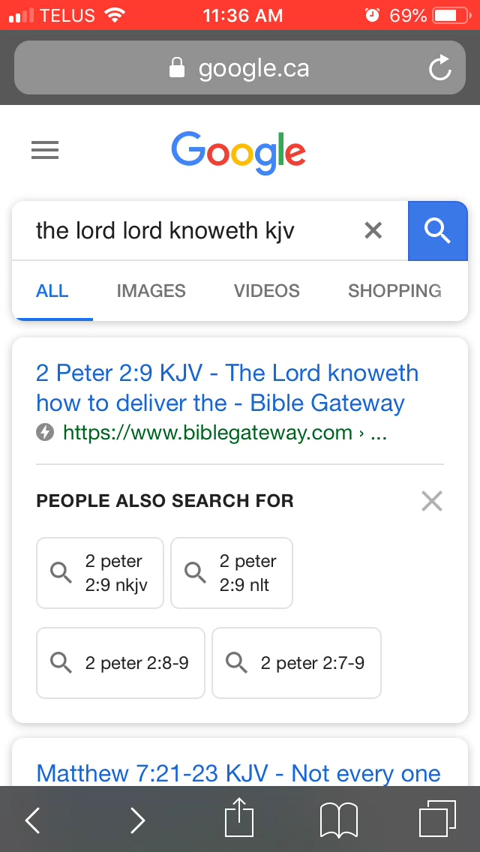 TELUS 11:36 AM 69%
google.ca
Google
the lord lord knoweth kjv
ALL IMAGES VIDEOS SHOPPING
2 Peter 2:9 KJV - The Lord knoweth
how to deliver the - Bible Gateway
https://www.biblegateway.com › ...
PEOPLE ALSO SEARCH FOR
2 peter
2:9 nkjv
2 peter
2:9 nlt
2 peter 2:8-9
2 peter 2:7-9
Matthew 7:21-23 KJV - Not every one